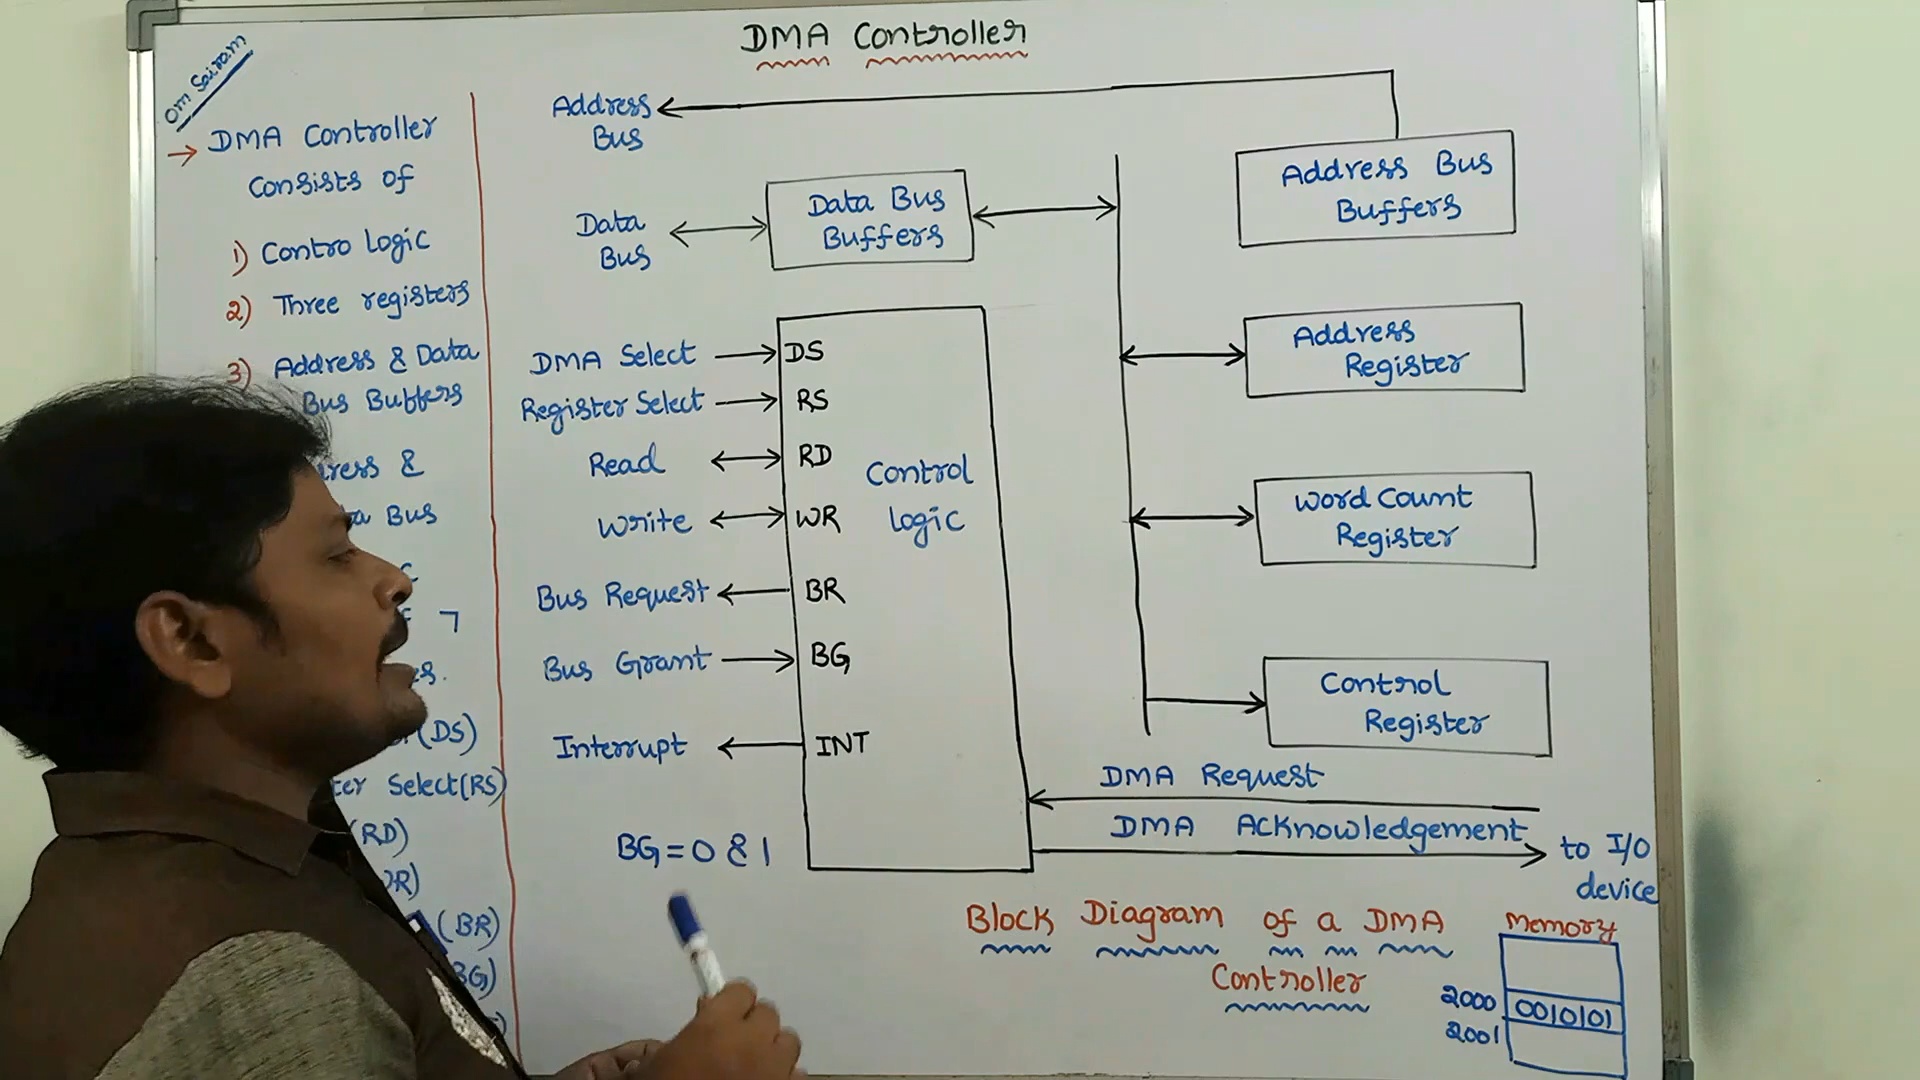 DMA Controller
Om Sairam
→ DMA Controller
Consists of
1) Contro logic
2) Three registers
3) Address & Data
Bus Buffers
&
Bus
7
(DS)
Select(RS)
(RD)
(BR)
Address
Bus
Data
Bus
Data Bus
Buffers
Address Bus
Buffers
Address
Register
Word Count
Register
Control
Register
DMA Select → DS
Register Select → RS
Read ↔ RD
Write ↔ WR
Bus Request ← BR
Bus Grant → BG
Interrupt ← INT
Control
logic
DMA Request
DMA Acknowledgement
to I/O
device
BG = 0 & 1
Block Diagram of a DMA
Controller
Memory
2000 0010101
2001